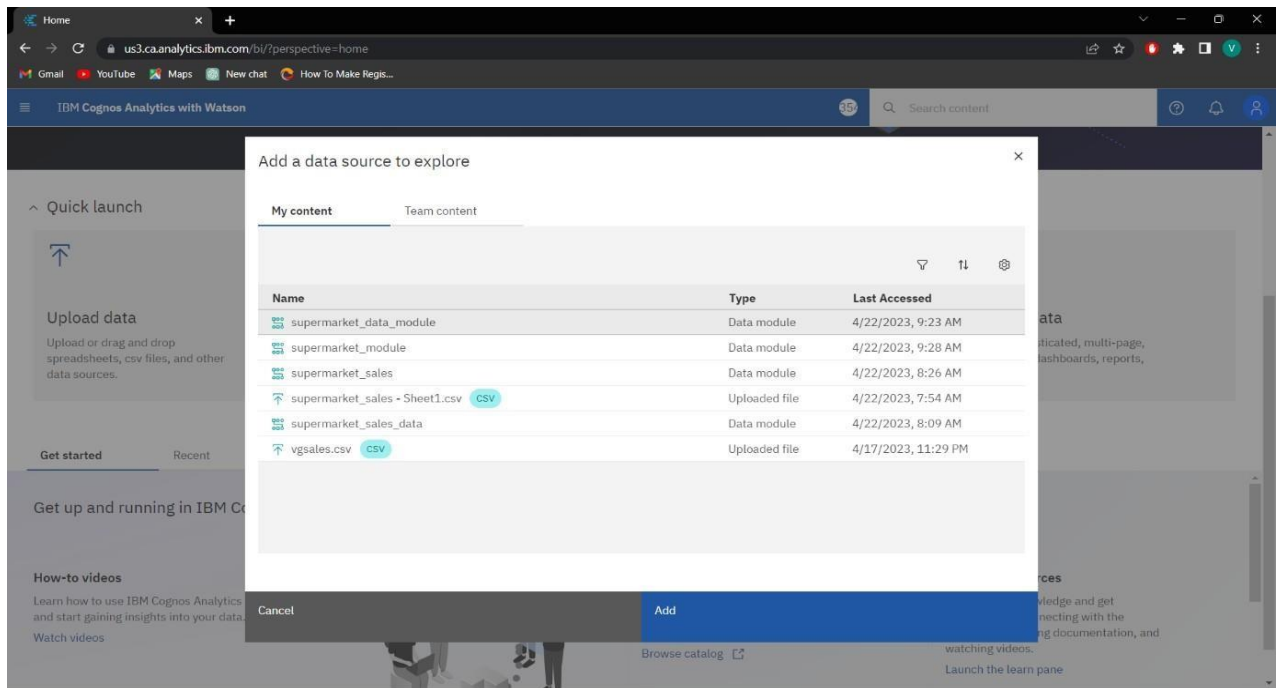 Home
us3.ca.analytics.ibm.com/bi/?perspective=home
Gmail YouTube Maps New chat How To Make Regis...
IBM Cognos Analytics with Watson
Search content
Add a data source to explore
Quick launch
My content Team content
Name Type Last Accessed
supermarket_data_module Data module 4/22/2023, 9:23 AM
supermarket_module Data module 4/22/2023, 9:28 AM
supermarket_sales Data module 4/22/2023, 8:26 AM
supermarket_sales - Sheet1.csv CSV Uploaded file 4/22/2023, 7:54 AM
supermarket_sales_data Data module 4/22/2023, 8:09 AM
vgsales.csv CSV Uploaded file 4/17/2023, 11:29 PM
Upload data
Upload or drag and drop
spreadsheets, csv files, and other
data sources.
ata
sticated, multi-page,
dashboards, reports,
Get started Recent
Get up and running in IBM Co
How-to videos
Learn how to use IBM Cognos Analytics
and start gaining insights into your data.
Watch videos
Cancel Add
Browse catalog
rces
wledge and get
nnecting with the
ng documentation, and
watching videos.
Launch the learn pane